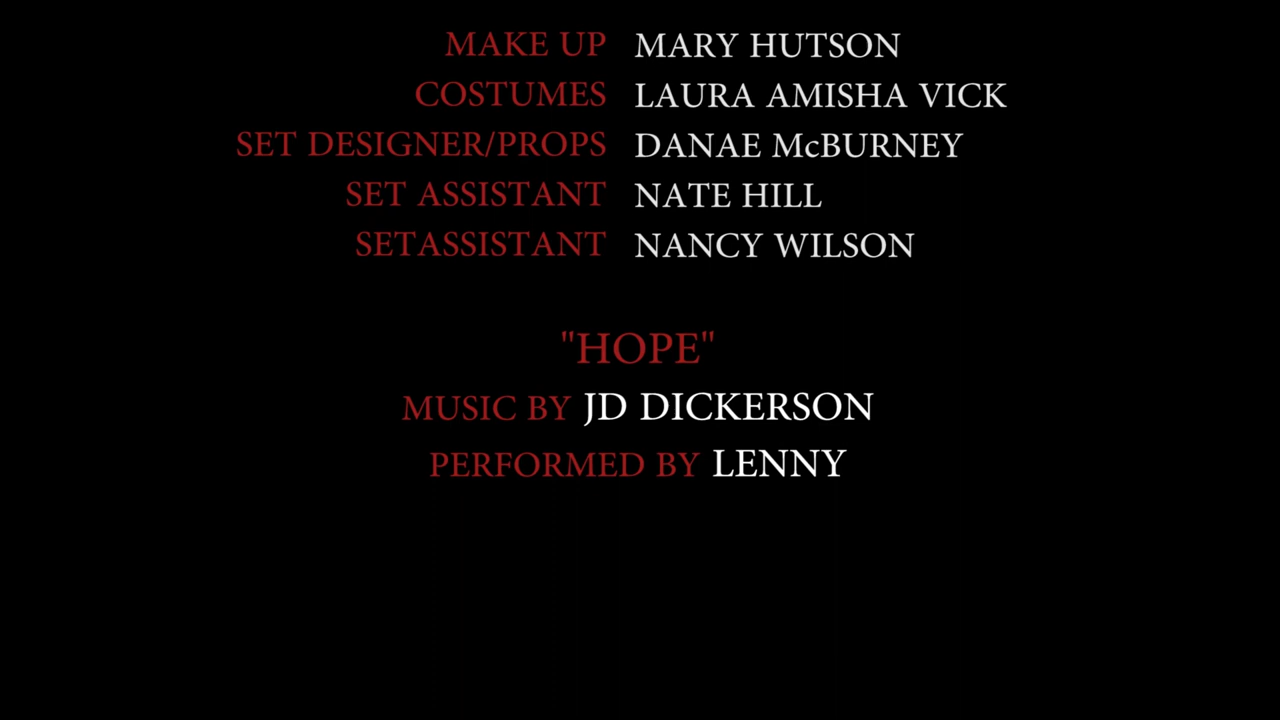 MAKE UP MARY HUTSON
COSTUMES LAURA AMISHA VICK
SET DESIGNER/PROPS DANAE McBURNEY
SET ASSISTANT NATE HILL
SETASSISTANT NANCY WILSON
"HOPE"
MUSIC BY JD DICKERSON
PERFORMED BY LENNY